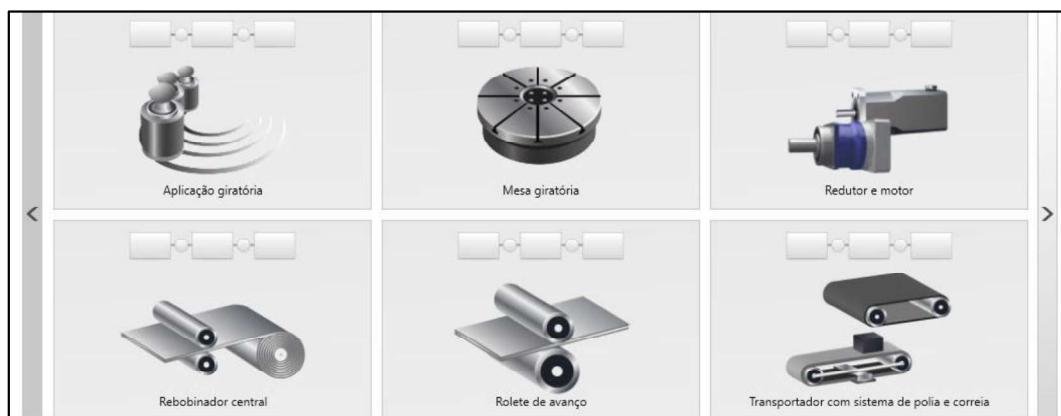 Aplicação giratória
Mesa giratória
Redutor e motor
Rebobinador central
Rolete de avanço
Transportador com sistema de polia e correia